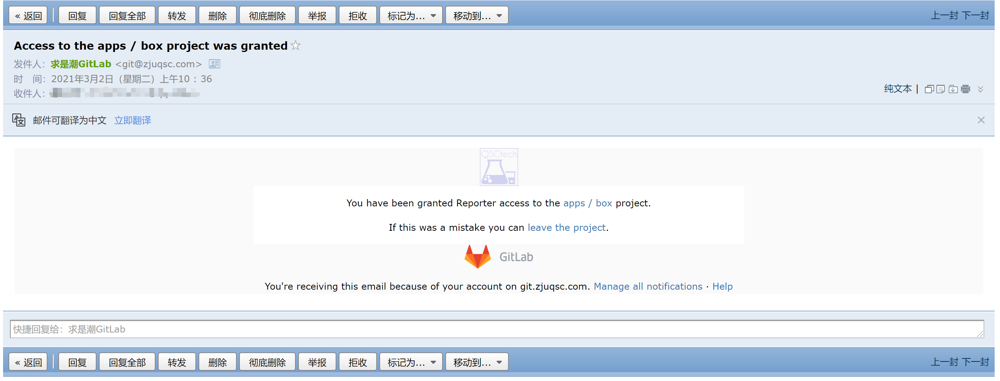 « 返回 回复 回复全部 转发 删除 彻底删除 举报 拒收 标记为... 移动到... 上一封 下一封
Access to the apps / box project was granted
发件人：求是潮GitLab <git@zjuqsc.com>
时 间：2021年3月2日（星期二）上午10：36
收件人：
纯文本 |
邮件可翻译为中文 立即翻译
QSCtech
You have been granted Reporter access to the apps / box project.
If this was a mistake you can leave the project.
GitLab
You're receiving this email because of your account on git.zjuqsc.com. Manage all notifications · Help
快捷回复给：求是潮GitLab
« 返回 回复 回复全部 转发 删除 彻底删除 举报 拒收 标记为... 移动到... 上一封 下一封